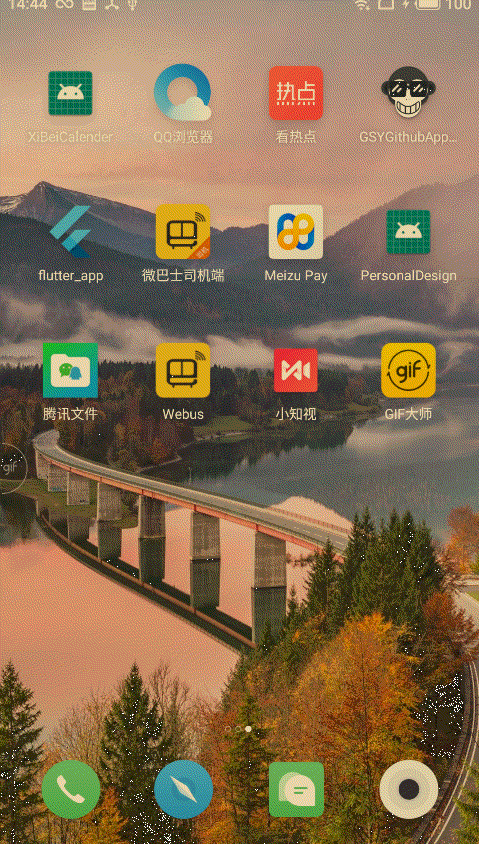 14:44 100
XiBeiCalender QQ浏览器 看热点 GSYGithubApp...
热点
flutter_app 微巴士司机端 Meizu Pay PersonalDesign
gif
腾讯文件 Webus 小知视 GIF大师
gif